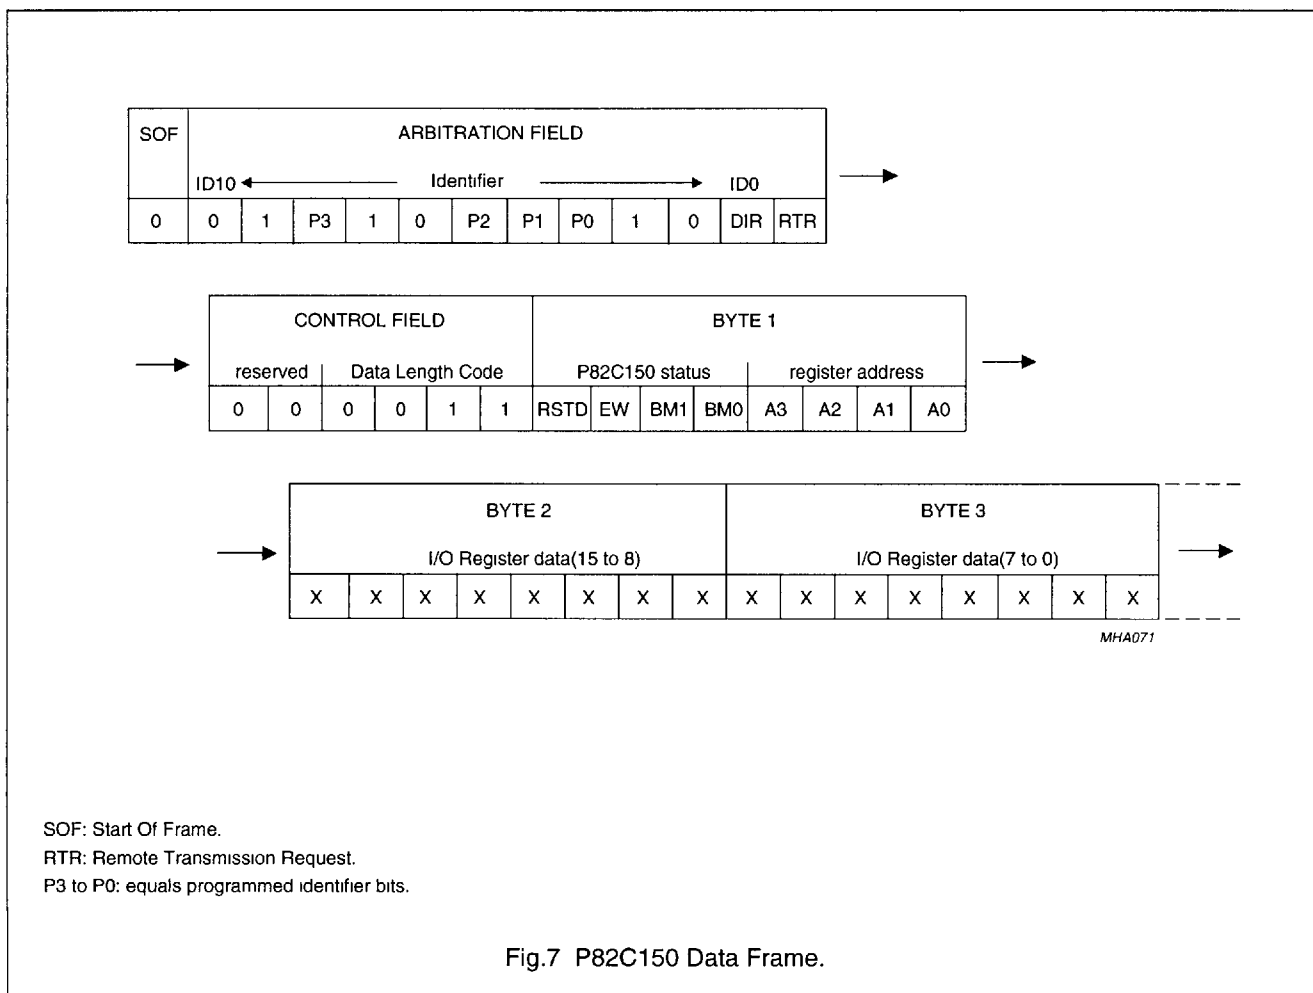 SOF ARBITRATION FIELD
ID10 Identifier ID0
0 0 1 P3 1 0 P2 P1 P0 1 0 DIR RTR
CONTROL FIELD BYTE 1
reserved Data Length Code P82C150 status register address
0 0 0 0 1 1 RSTD EW BM1 BM0 A3 A2 A1 A0
BYTE 2 BYTE 3
I/O Register data(15 to 8) I/O Register data(7 to 0)
X X X X X X X X X X X X X X X X
MHA071
SOF: Start Of Frame.
RTR: Remote Transmission Request.
P3 to P0: equals programmed identifier bits.
Fig.7 P82C150 Data Frame.